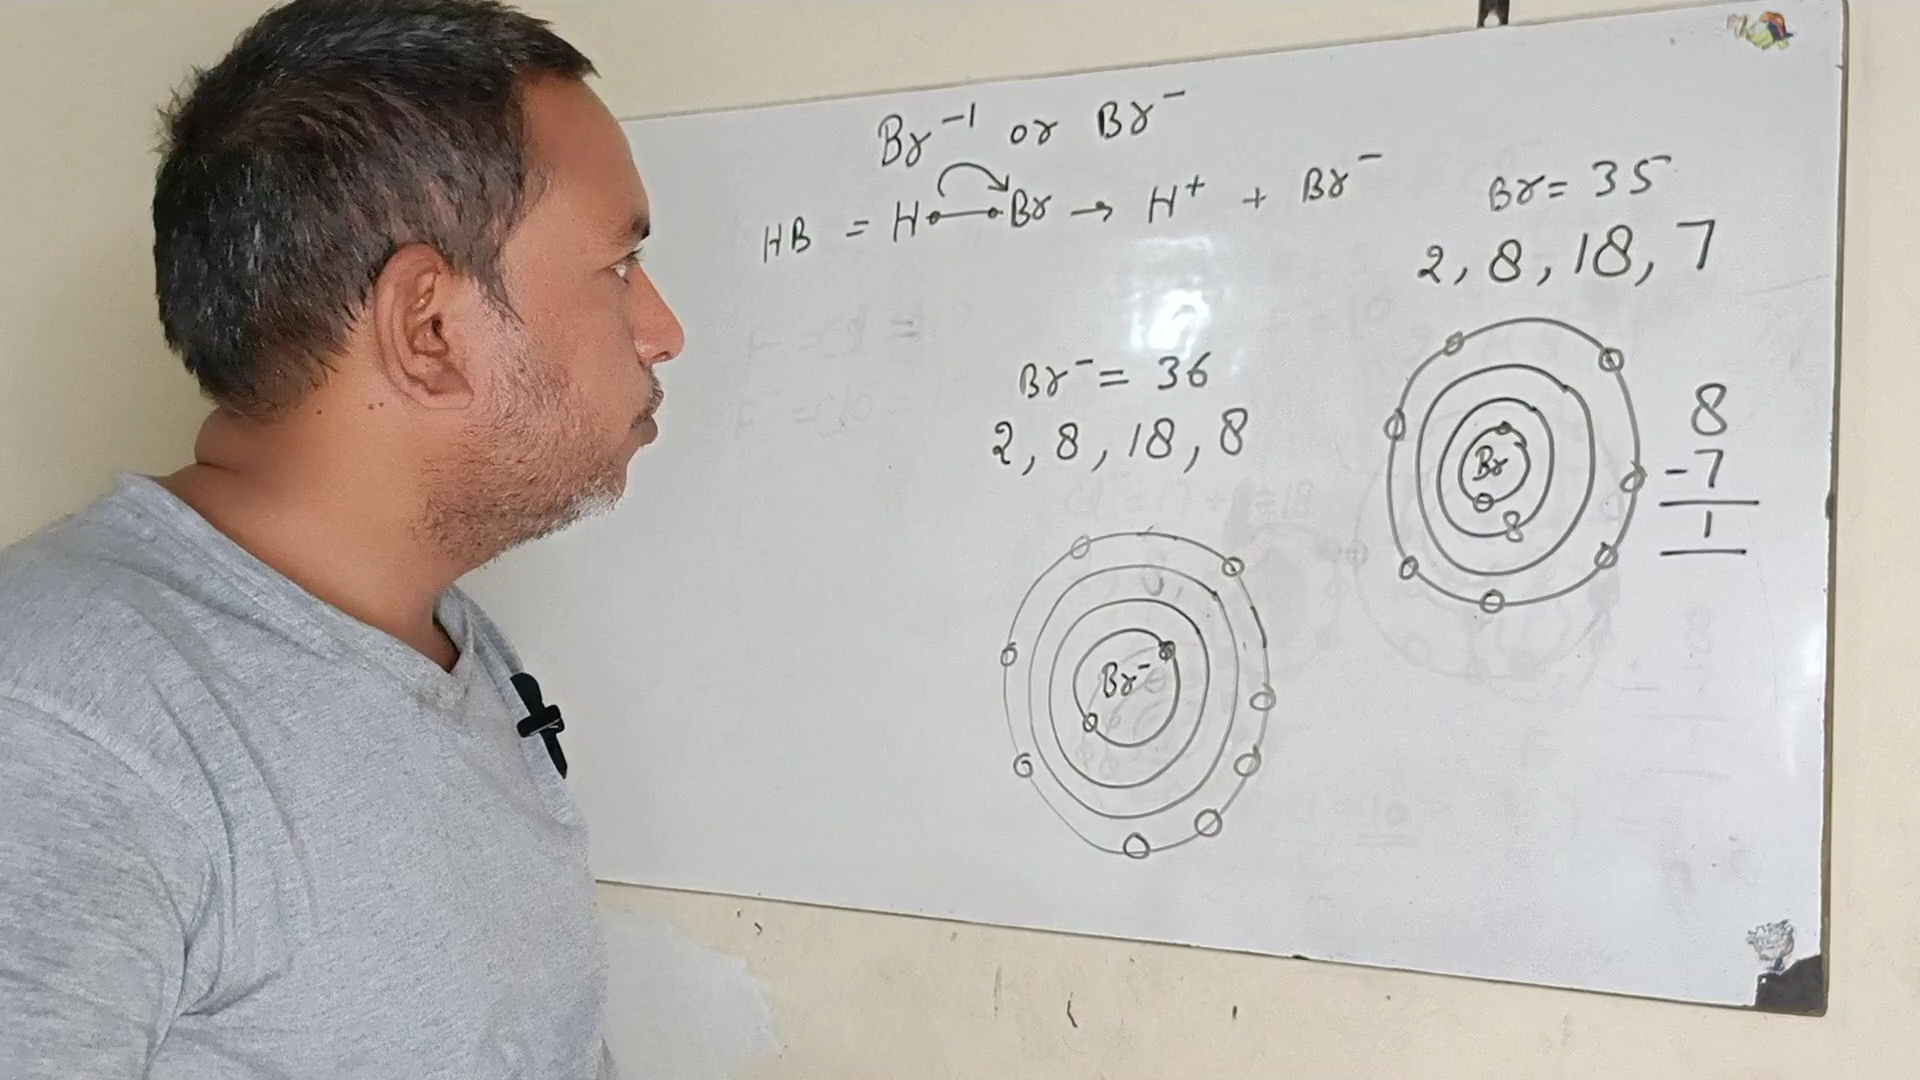 Br⁻¹ or Br⁻
HB = H—Br → H⁺ + Br⁻
Br = 35
2, 8, 18, 7
Br⁻ = 36
2, 8, 18, 8
Br
8
8
-7
1
Br⁻